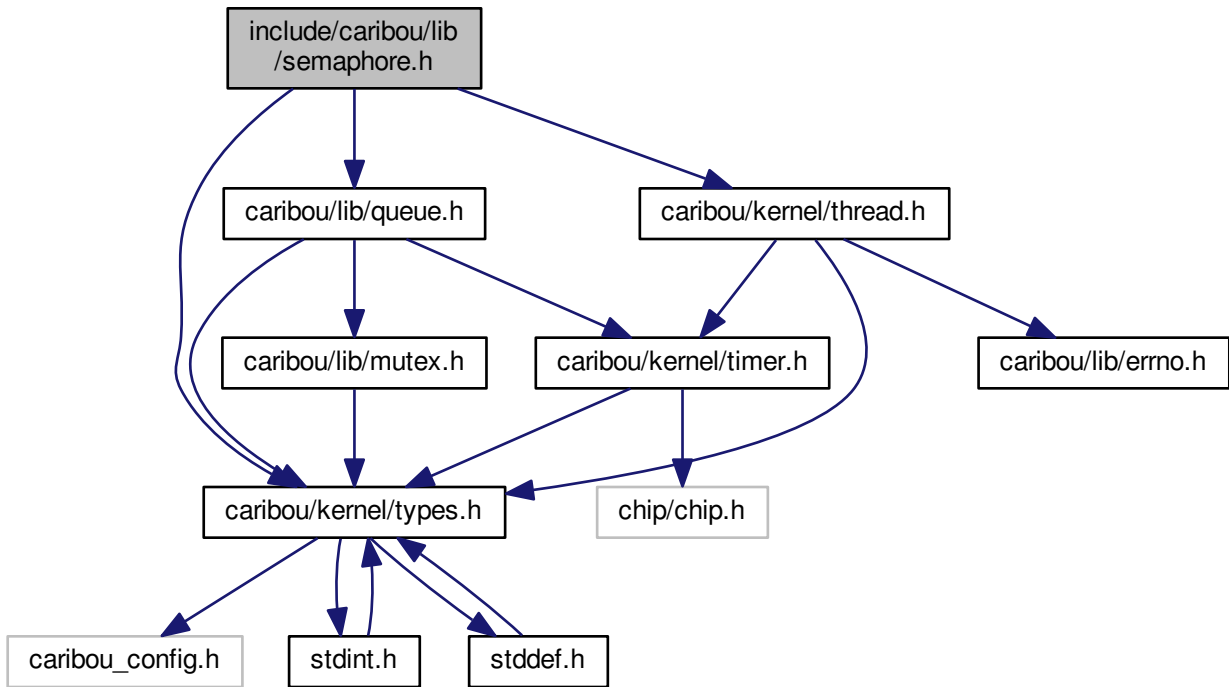 include/caribou/lib
/semaphore.h
caribou/lib/queue.h
caribou/kernel/thread.h
caribou/lib/mutex.h
caribou/kernel/timer.h
caribou/lib/errno.h
caribou/kernel/types.h
chip/chip.h
caribou_config.h
stdint.h
stddef.h